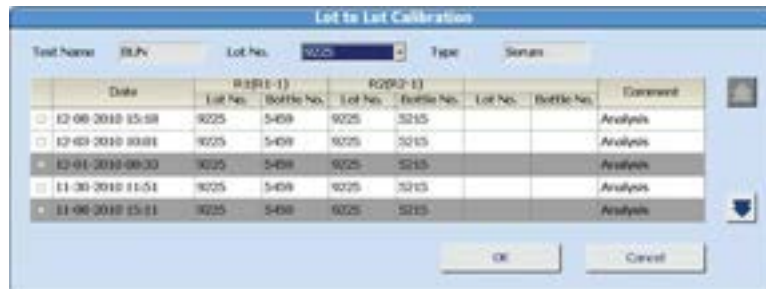 Lot to Lot Calibration
Test Name BUN Lot No. 9225 Type Serum
Date R1(R1-1) R2(R2-1) Comment
Lot No. Bottle No. Lot No. Bottle No. Lot No. Bottle No.
12-08-2010 15:18 9225 5459 9225 5215 Analysis
12-03-2010 10:01 9225 5459 9225 5215 Analysis
12-01-2010 9225 5459 9225 5215 Analysis
11-30-2010 11:51 9225 5459 9225 5215 Analysis
11-08-2010 15:11 9225 5459 9225 5215 Analysis
OK Cancel